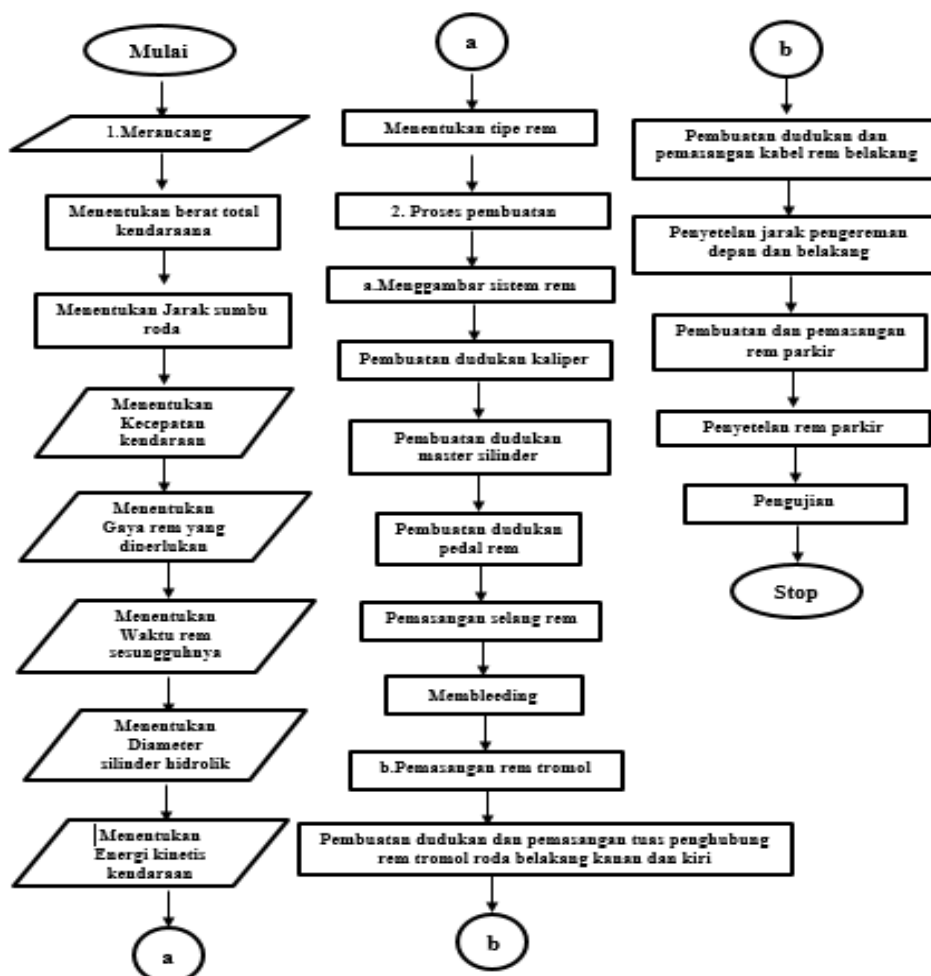 Mulai
1.Merancang
Menentukan berat total
kendaraana
Menentukan Jarak sumbu
roda
Menentukan
Kecepatan
kendaraan
Menentukan
Gaya rem yang
diperlukan
Menentukan
Waktu rem
sesungguhnya
Menentukan
Diameter
silinder hidrolik
Menentukan
Energi kinetis
kendaraan
a
a
Menentukan tipe rem
2. Proses pembuatan
a.Menggambar sistem rem
Pembuatan dudukan kaliper
Pembuatan dudukan
master silinder
Pembuatan dudukan
pedal rem
Pemasangan selang rem
Membleeding
b.Pemasangan rem tromol
Pembuatan dudukan dan pemasangan tuas penghubung
rem tromol roda belakang kanan dan kiri
b
b
Pembuatan dudukan dan
pemasangan kabel rem belakang
Penyetelan jarak pengereman
depan dan belakang
Pembuatan dan pemasangan
rem parkir
Penyetelan rem parkir
Pengujian
Stop